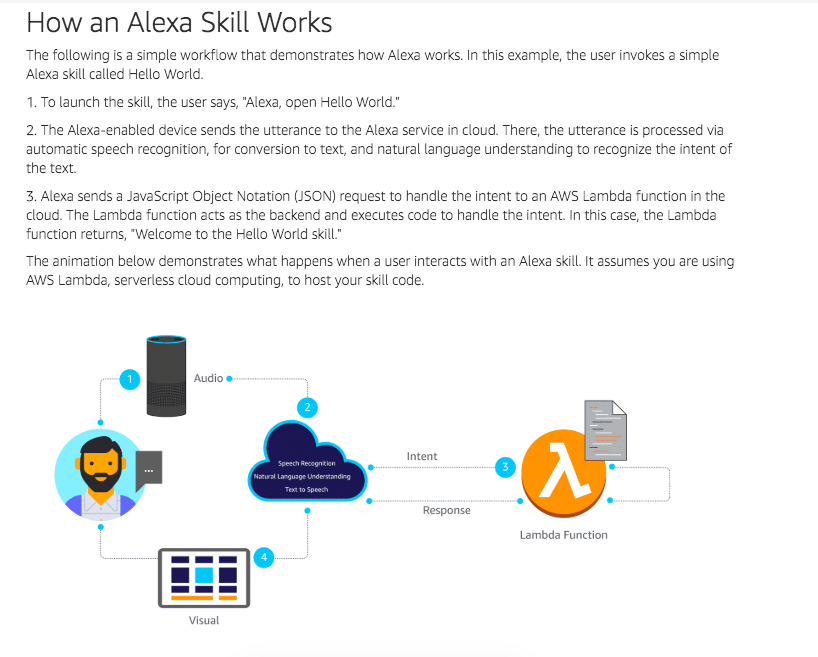 How an Alexa Skill Works
The following is a simple workflow that demonstrates how Alexa works. In this example, the user invokes a simple
Alexa skill called Hello World.
1. To launch the skill, the user says, "Alexa, open Hello World."
2. The Alexa-enabled device sends the utterance to the Alexa service in cloud. There, the utterance is processed via
automatic speech recognition, for conversion to text, and natural language understanding to recognize the intent of
the text.
3. Alexa sends a JavaScript Object Notation (JSON) request to handle the intent to an AWS Lambda function in the
cloud. The Lambda function acts as the backend and executes code to handle the intent. In this case, the Lambda
function returns, "Welcome to the Hello World skill."
The animation below demonstrates what happens when a user interacts with an Alexa skill. It assumes you are using
AWS Lambda, serverless cloud computing, to host your skill code.
1
Audio
2
Speech Recognition
Natural Language Understanding
Text to Speech
Intent
3
Response
...
λ
Lambda Function
4
Visual